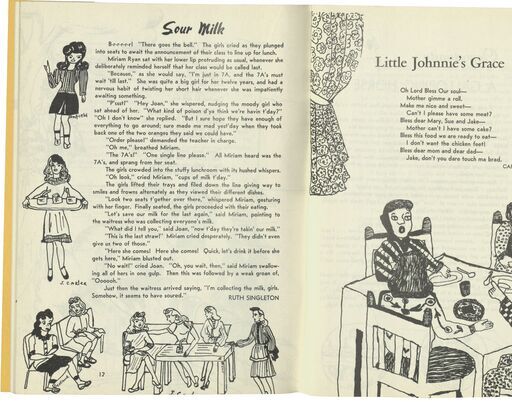 Sour Milk
Brrrrr! "There goes the bell." The girls cried as they plunged
into seats to await the announcement of their class to line up for lunch.
Miriam Ryan sat with her lower lip protruding as usual, whenever she
deliberately reminded herself that her class would be called last.
"Because," as she would say, "I'm just in 7A, and the 7A's must
wait 'till last." She was quite a big girl for her twelve years, and had a
nervous habit of twisting her short hair whenever she was impatiently
awaiting something.
"P'ssst!" "Hey Joan," she whispered, nudging the moody girl who
sat ahead of her. "What kind of poison d'ya think we're havin t'day?"
"Oh I don't know" she replied. "But I sure hope they have enough of
everything to go around; sure made me mad yest'day when they took
back one of the two oranges they said we could have."
"Order please!" demanded the teacher in charge.
"Oh me," breathed Miriam.
"The 7A's!" "One single line please." All Miriam heard was the
7A's, and sprang from her seat.
The girls crowded into the stuffy lunchroom with its hushed whispers.
"Oh look," cried Miriam, "cups of milk t'day."
The girls lifted their trays and filed down the line giving way to
smiles and frowns alternately as they viewed their different dishes.
"Look two seats t'gether over there," whispered Miriam, gesturing
with her finger. Finally seated, the girls proceeded with their eating.
"Let's save our milk for the last again," said Miriam, pointing to
the waitress who was collecting everyone's milk.
"What did I tell you," said Joan, "now t'day they're takin' our milk."
"This is the last straw!" Miriam cried desperately. "They didn't even
give us two of those."
"Here she comes! Here she comes! Quick, let's drink it before she
gets here," Miriam blurted out.
"No wait!" cried Joan. "Oh, you wait, then," said Miriam swallow-
ing all of hers in one gulp. Then this was followed by a weak groan of,
"Ooooh."
Just then the waitress arrived saying, "I'm collecting the milk, girls.
Somehow, it seems to have soured."
RUTH SINGLETON
12
Little Johnnie's Grace
Oh Lord Bless Our soul—
Mother gimme a roll.
Make me nice and sweet—
Can't I please have some meat?
Bless dear Mary, Sue and Jake—
Mother can't I have some cake?
Bless this food we are ready to eat—
I don't want the chicken feet!
Bless dear mom and dear dad—
Jake, don't you dare touch ma bread.